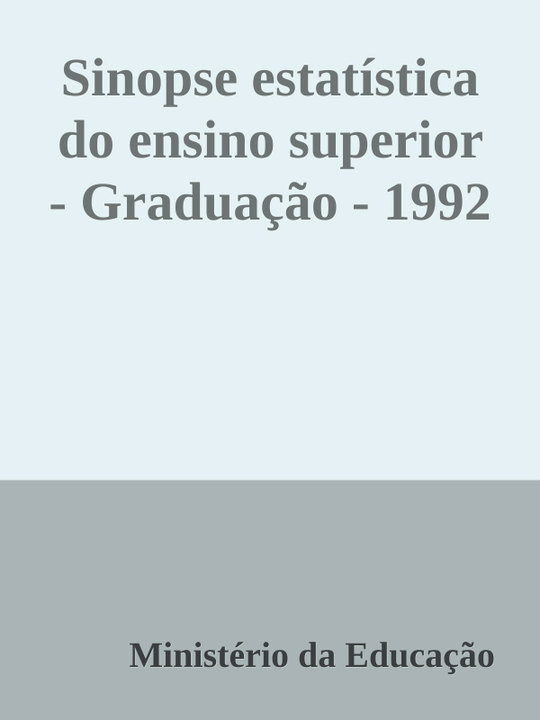 Sinopse estatística
do ensino superior
- Graduação - 1992
Ministério da Educação